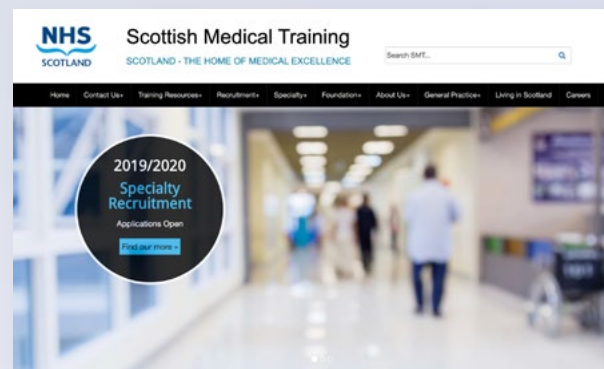 NHS
SCOTLAND
Scottish Medical Training
SCOTLAND - THE HOME OF MEDICAL EXCELLENCE
Search SMT...
Home Contact Us+ Training Resources+ Recruitment+ Specialty+ Foundation+ About Us+ General Practice+ Living in Scotland Careers
2019/2020
Specialty
Recruitment
Applications Open
Find our more »